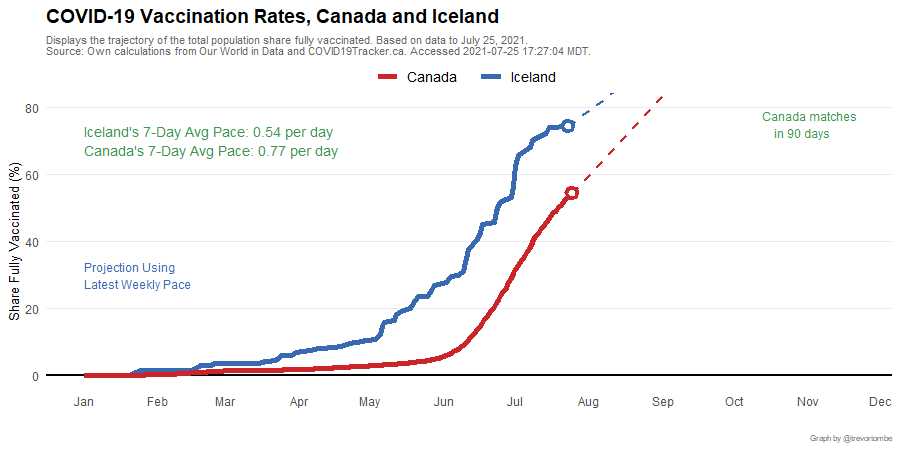 COVID-19 Vaccination Rates, Canada and Iceland
Displays the trajectory of the total population share fully vaccinated. Based on data to July 25, 2021.
Source: Own calculations from Our World in Data and COVID19Tracker.ca. Accessed 2021-07-25 17:27:04 MDT.
Canada Iceland
Iceland's 7-Day Avg Pace: 0.54 per day
Canada's 7-Day Avg Pace: 0.77 per day
Canada matches
in 90 days
Projection Using
Latest Weekly Pace
Share Fully Vaccinated (%)
80
60
40
20
0
Jan Feb Mar Apr May Jun Jul Aug Sep Oct Nov Dec
Graph by @trevortombe